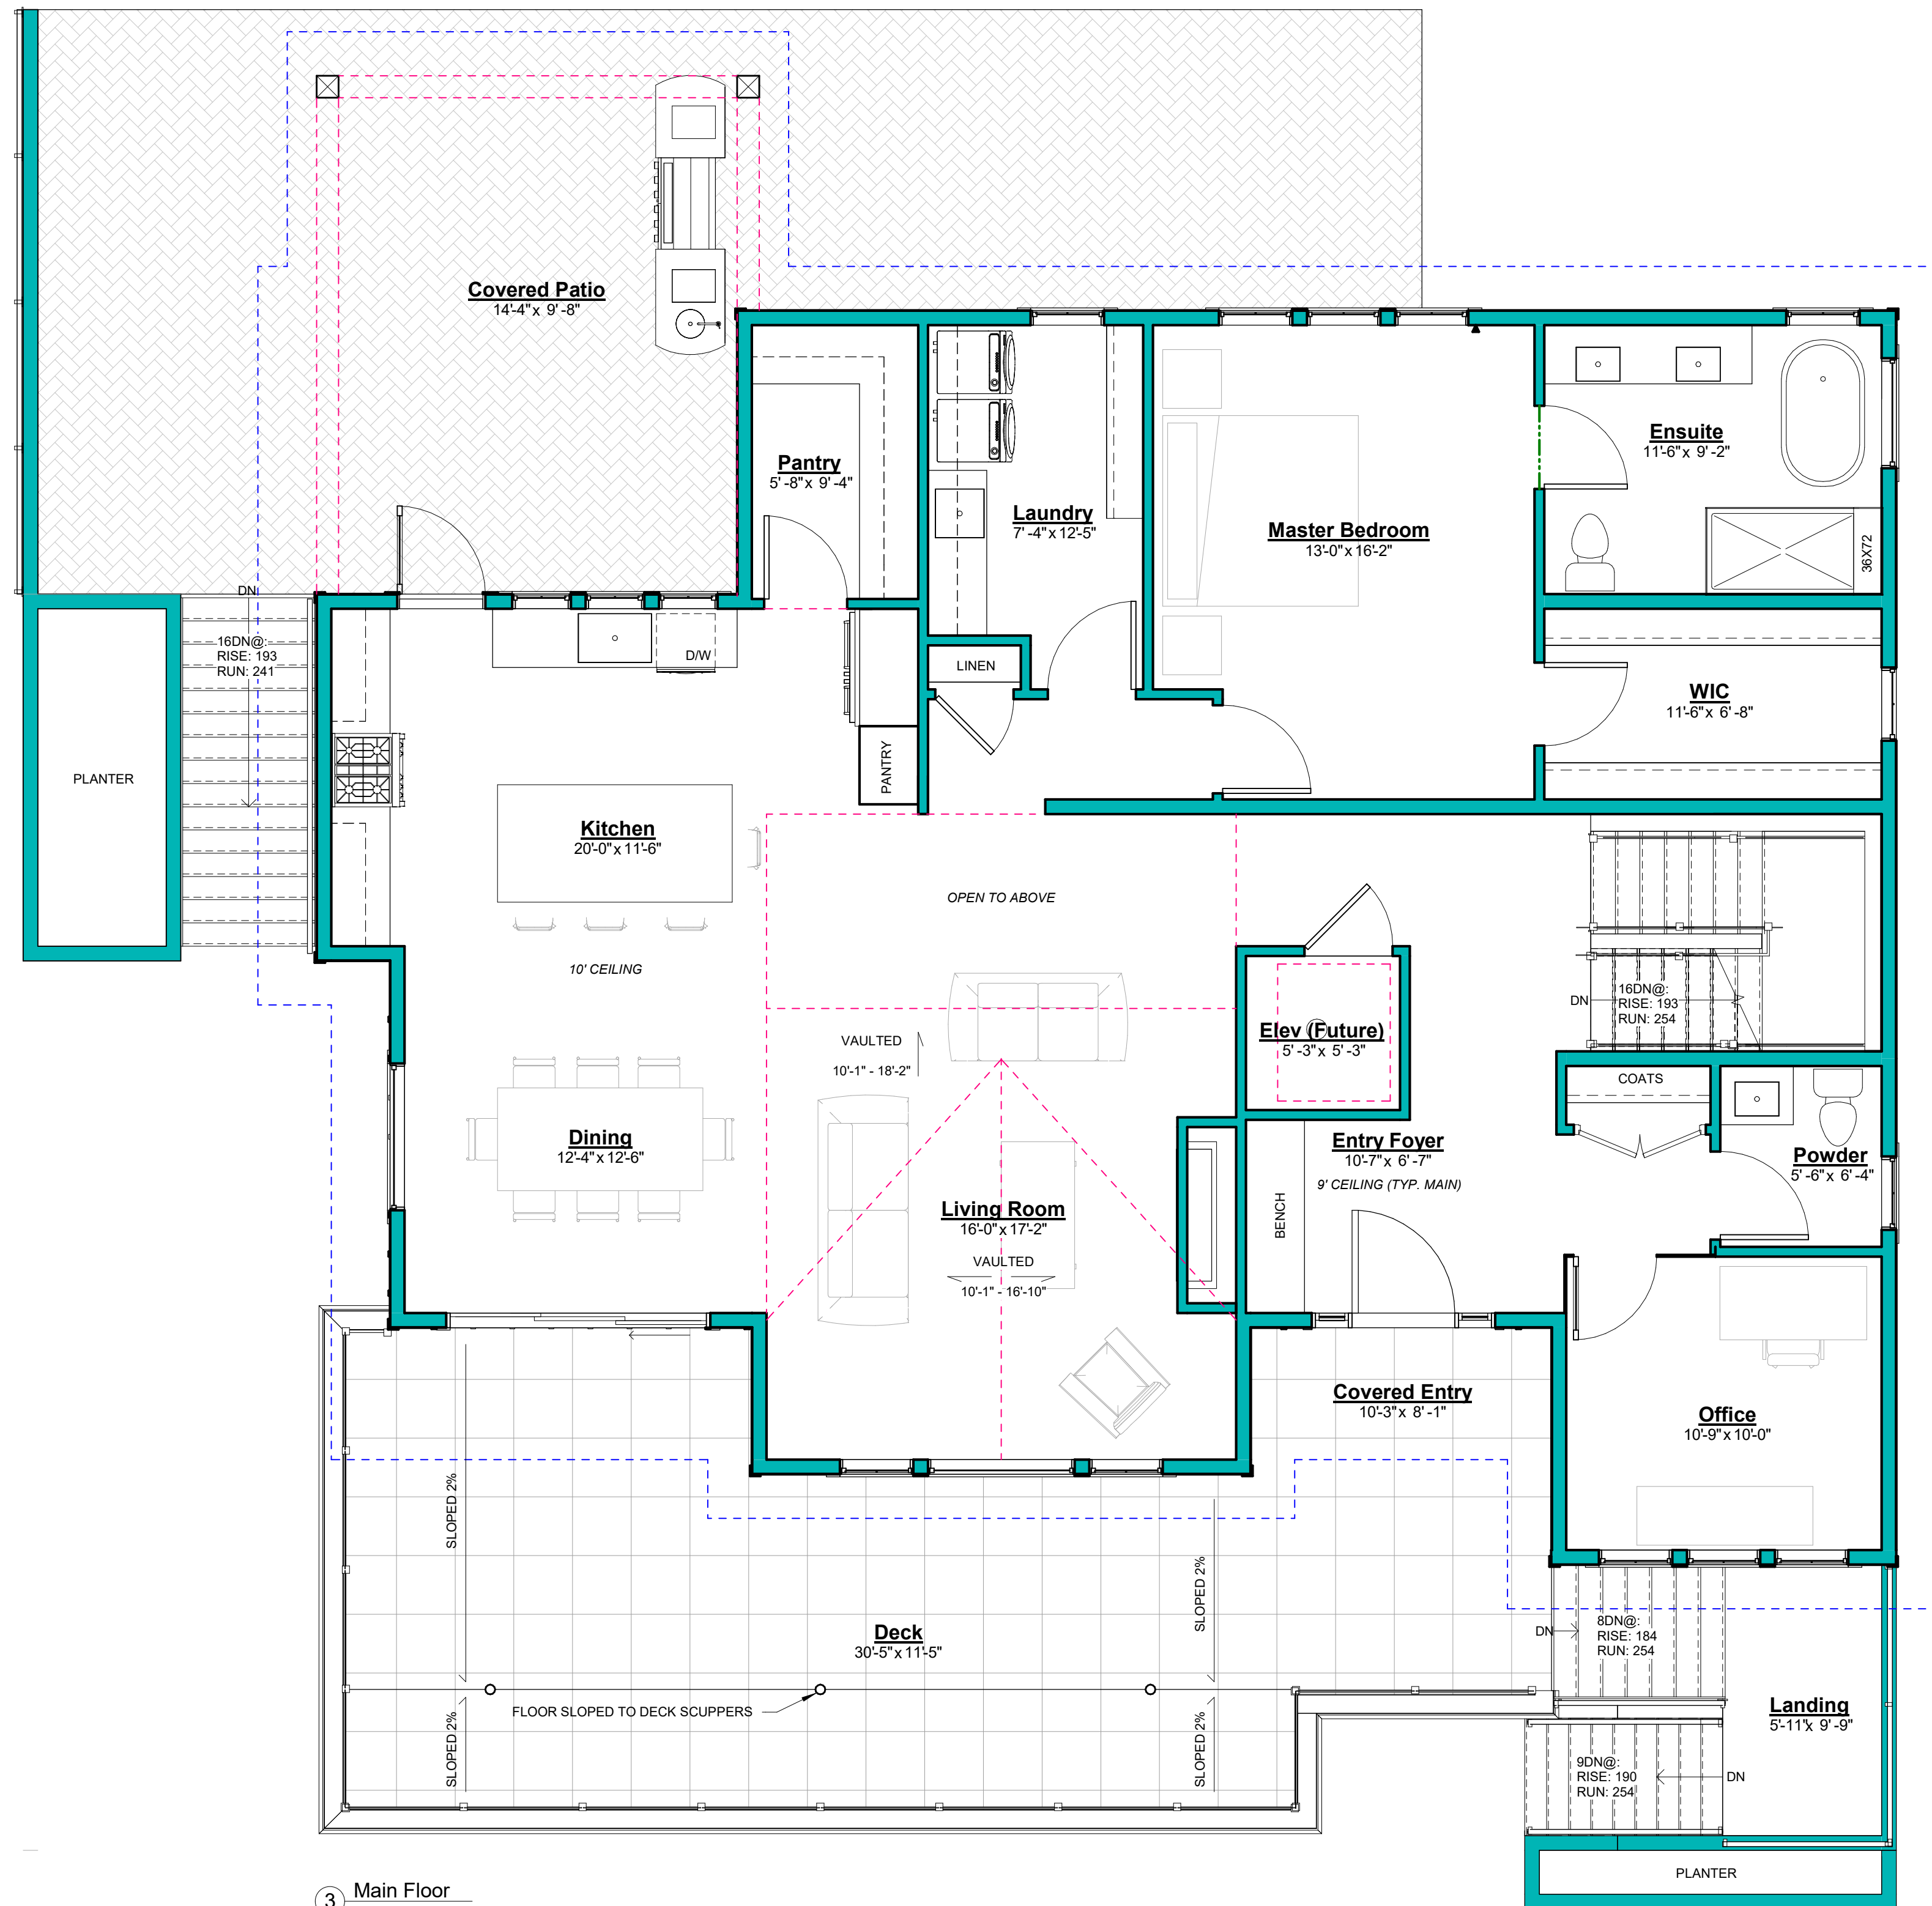 Covered Patio
14'-4" x 9'-8"
Pantry
5'-8" x 9'-4"
Laundry
7'-4" x 12'-5"
Master Bedroom
13'-0" x 16'-2"
Ensuite
11'-6" x 9'-2"
36X72
DN
16DN@:
RISE: 193
RUN: 241
D/W
LINEN
WIC
11'-6" x 6'-8"
PLANTER
PANTRY
Kitchen
20'-0" x 11'-6"
OPEN TO ABOVE
10' CEILING
DN
16DN@:
RISE: 193
RUN: 254
Elev (Future)
5'-3" x 5'-3"
VAULTED
10'-1" - 18'-2"
COATS
Dining
12'-4" x 12'-6"
Entry Foyer
10'-7" x 6'-7"
9' CEILING (TYP. MAIN)
Powder
5'-6" x 6'-4"
BENCH
Living Room
16'-0" x 17'-2"
VAULTED
10'-1" - 16'-10"
Covered Entry
10'-3" x 8'-1"
Office
10'-9" x 10'-0"
SLOPED 2%
SLOPED 2%
Deck
30'-5" x 11'-5"
DN
8DN@:
RISE: 184
RUN: 254
FLOOR SLOPED TO DECK SCUPPERS
SLOPED 2%
SLOPED 2%
Landing
5'-11" x 9'-9"
9DN@:
RISE: 190
RUN: 254
DN
PLANTER
3 Main Floor